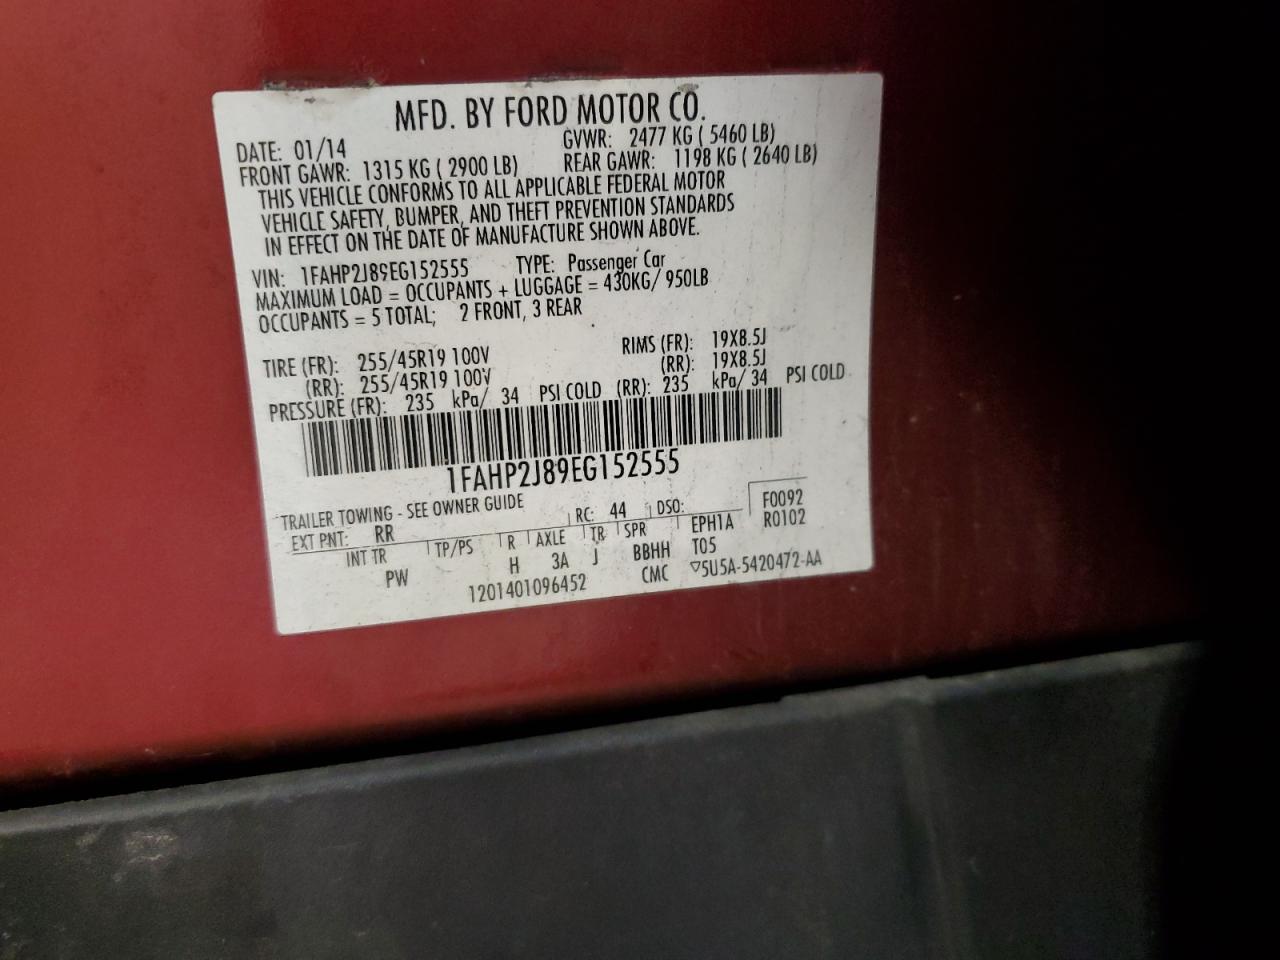 MFD. BY FORD MOTOR CO.
DATE: 01/14 GVWR: 2477 KG ( 5460 LB)
FRONT GAWR: 1315 KG ( 2900 LB) REAR GAWR: 1198 KG ( 2640 LB)
THIS VEHICLE CONFORMS TO ALL APPLICABLE FEDERAL MOTOR
VEHICLE SAFETY, BUMPER, AND THEFT PREVENTION STANDARDS
IN EFFECT ON THE DATE OF MANUFACTURE SHOWN ABOVE.
VIN: 1FAHP2J89EG152555 TYPE: Passenger Car
MAXIMUM LOAD = OCCUPANTS + LUGGAGE = 430KG/ 950LB
OCCUPANTS = 5 TOTAL; 2 FRONT, 3 REAR
TIRE (FR): 255/45R19 100V RIMS (FR): 19X8.5J
(RR): 255/45R19 100V (RR): 19X8.5J
PRESSURE (FR): 235 kPa/ 34 PSI COLD (RR): 235 kPa/ 34 PSI COLD
1FAHP2J89EG152555
TRAILER TOWING - SEE OWNER GUIDE
EXT PNT: RR RC: 44 DSO: F0092
INT TR TP/PS R AXLE TR SPR EPH1A R0102
PW H 3A J BBHH T05
1201401096452 CMC ▽5U5A-5420472-AA